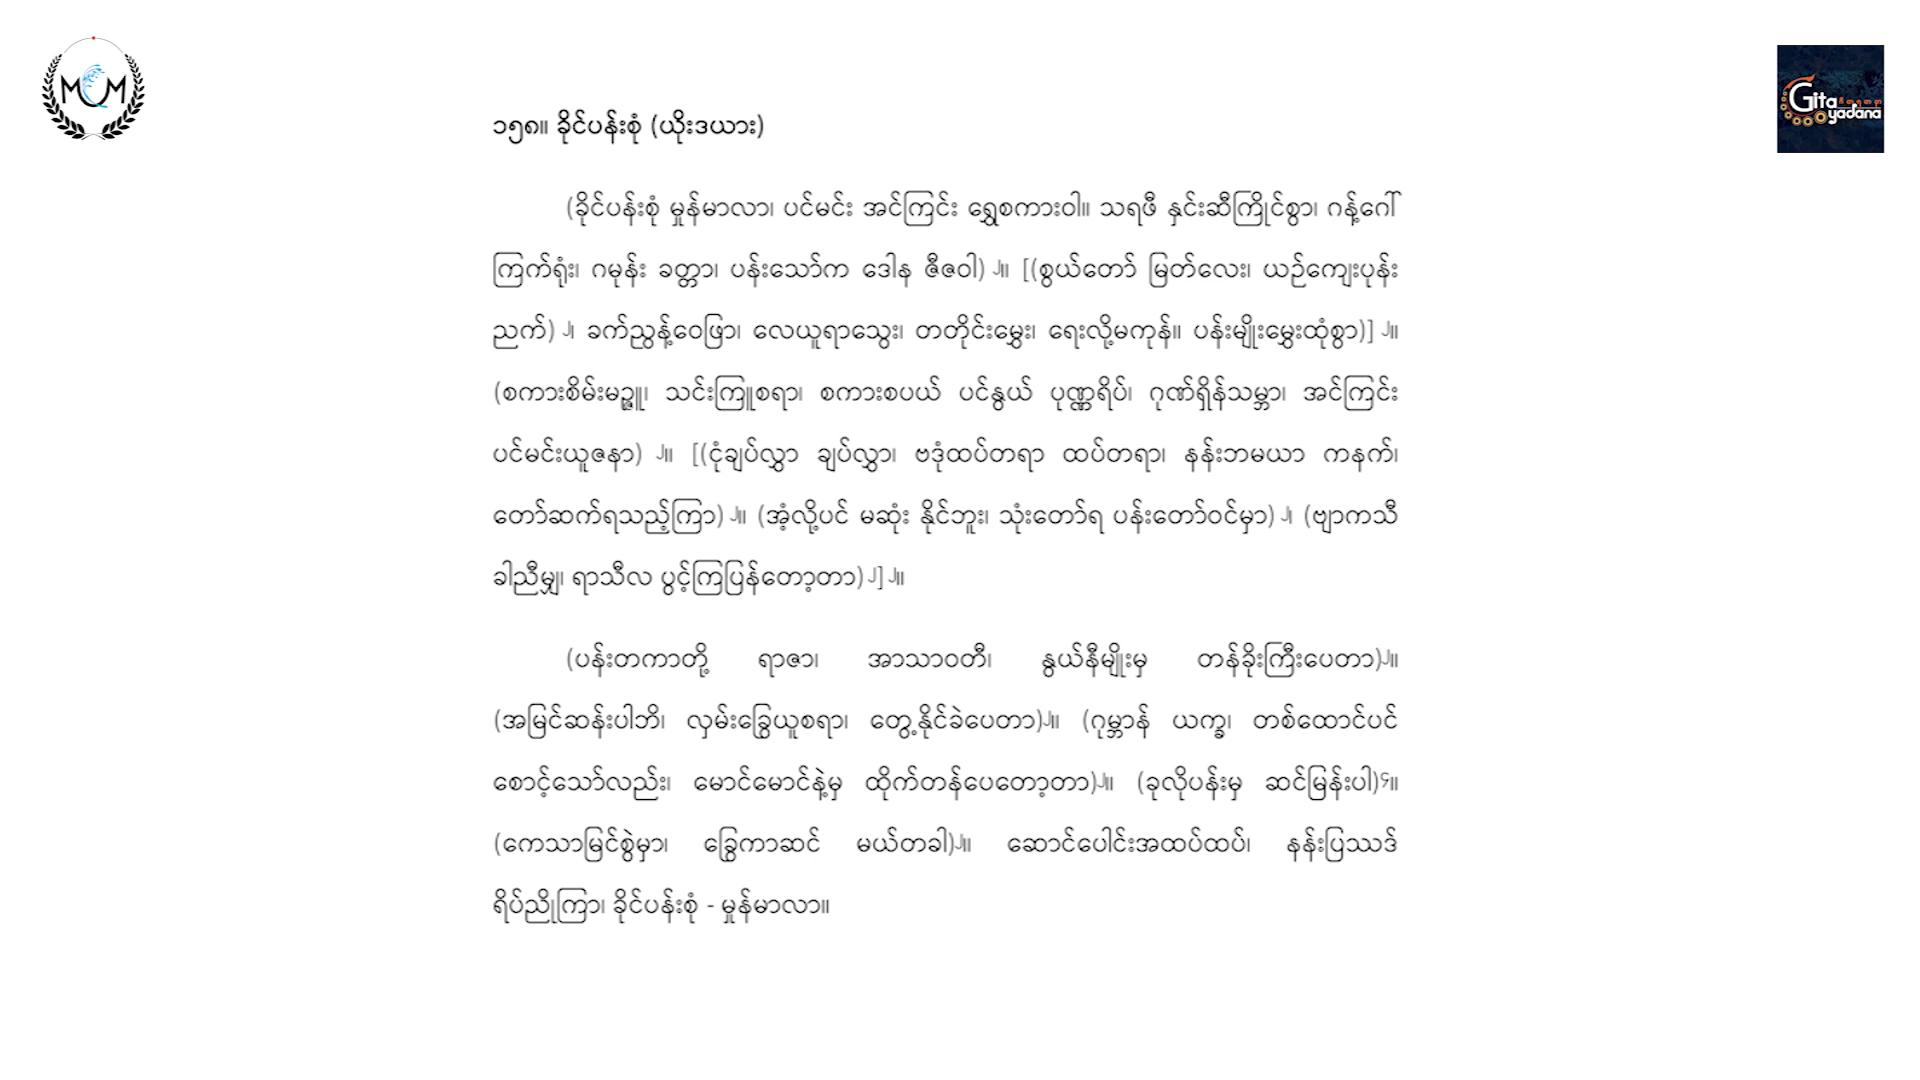 MQM
Gita
ဂီတရတနာ
yadana
၁၅၈။ ခိုင်ပန်းစုံ (ယိုးဒယား)
(ခိုင်ပန်းစုံ မှုန်မာလာ၊ ပင်မင်း အင်ကြင်း ရွှေစကားဝါ။ သရဖီ နှင်းဆီကြိုင်စွာ၊ ဂန့်ဂေါ်
ကြက်ရုံး၊ ဂမုန်း ခတ္တာ၊ ပန်းသော်က ဒေါန ဇီဇဝါ) ၂။ [(စွယ်တော် မြတ်လေး၊ ယဉ်ကျေးပုန်း
ညက်) ၂၊ ခက်ညွန့်ဝေဖြာ၊ လေယူရာသွေး၊ တတိုင်းမွှေး၊ ရေးလို့မကုန်။ ပန်းမျိုးမွှေးထုံစွာ)] ၂။
(စကားစိမ်းမဉ္ဇူ၊ သင်းကြူစရာ၊ စကားစပယ် ပင်နွယ် ပုဏ္ဏရိပ်၊ ဂုဏ်ရှိန်သမ္ဘာ၊ အင်ကြင်း
ပင်မင်းယူဇနာ) ၂။ [(ငုံချပ်လွှာ ချပ်လွှာ၊ ဗဒုံထပ်တရာ ထပ်တရာ၊ နန်းဘမယာ ကနက်၊
တော်ဆက်ရသည့်ကြာ) ၂။ (အံ့လို့ပင် မဆုံး နိုင်ဘူး၊ သုံးတော်ရ ပန်းတော်ဝင်မှာ) ၂၊ (ဗျာကသီ
ခါညီမျှ၊ ရာသီလ ပွင့်ကြပြန်တော့တာ) ၂] ၂။
(ပန်းတကာတို့ ရာဇာ၊ အာသာဝတီ၊ နွယ်နီမျိုးမှ တန်ခိုးကြီးပေတာ)၂။
(အမြင်ဆန်းပါဘိ၊ လှမ်းခြွေယူစရာ၊ တွေ့နိုင်ခဲပေတာ)၂။ (ဂုမ္ဘာန် ယက္ခ၊ တစ်ထောင်ပင်
စောင့်သော်လည်း၊ မောင်မောင်နဲ့မှ ထိုက်တန်ပေတော့တာ)၂။ (ခုလိုပန်းမှ ဆင်မြန်းပါ)၄။
(ကေသာမြင်စွဲမှာ၊ ခြွေကာဆင် မယ်တခါ)၂။ ဆောင်ပေါင်းအထပ်ထပ်၊ နန်းပြဿဒ်
ရိပ်ညိုကြာ၊ ခိုင်ပန်းစုံ - မှုန်မာလာ။